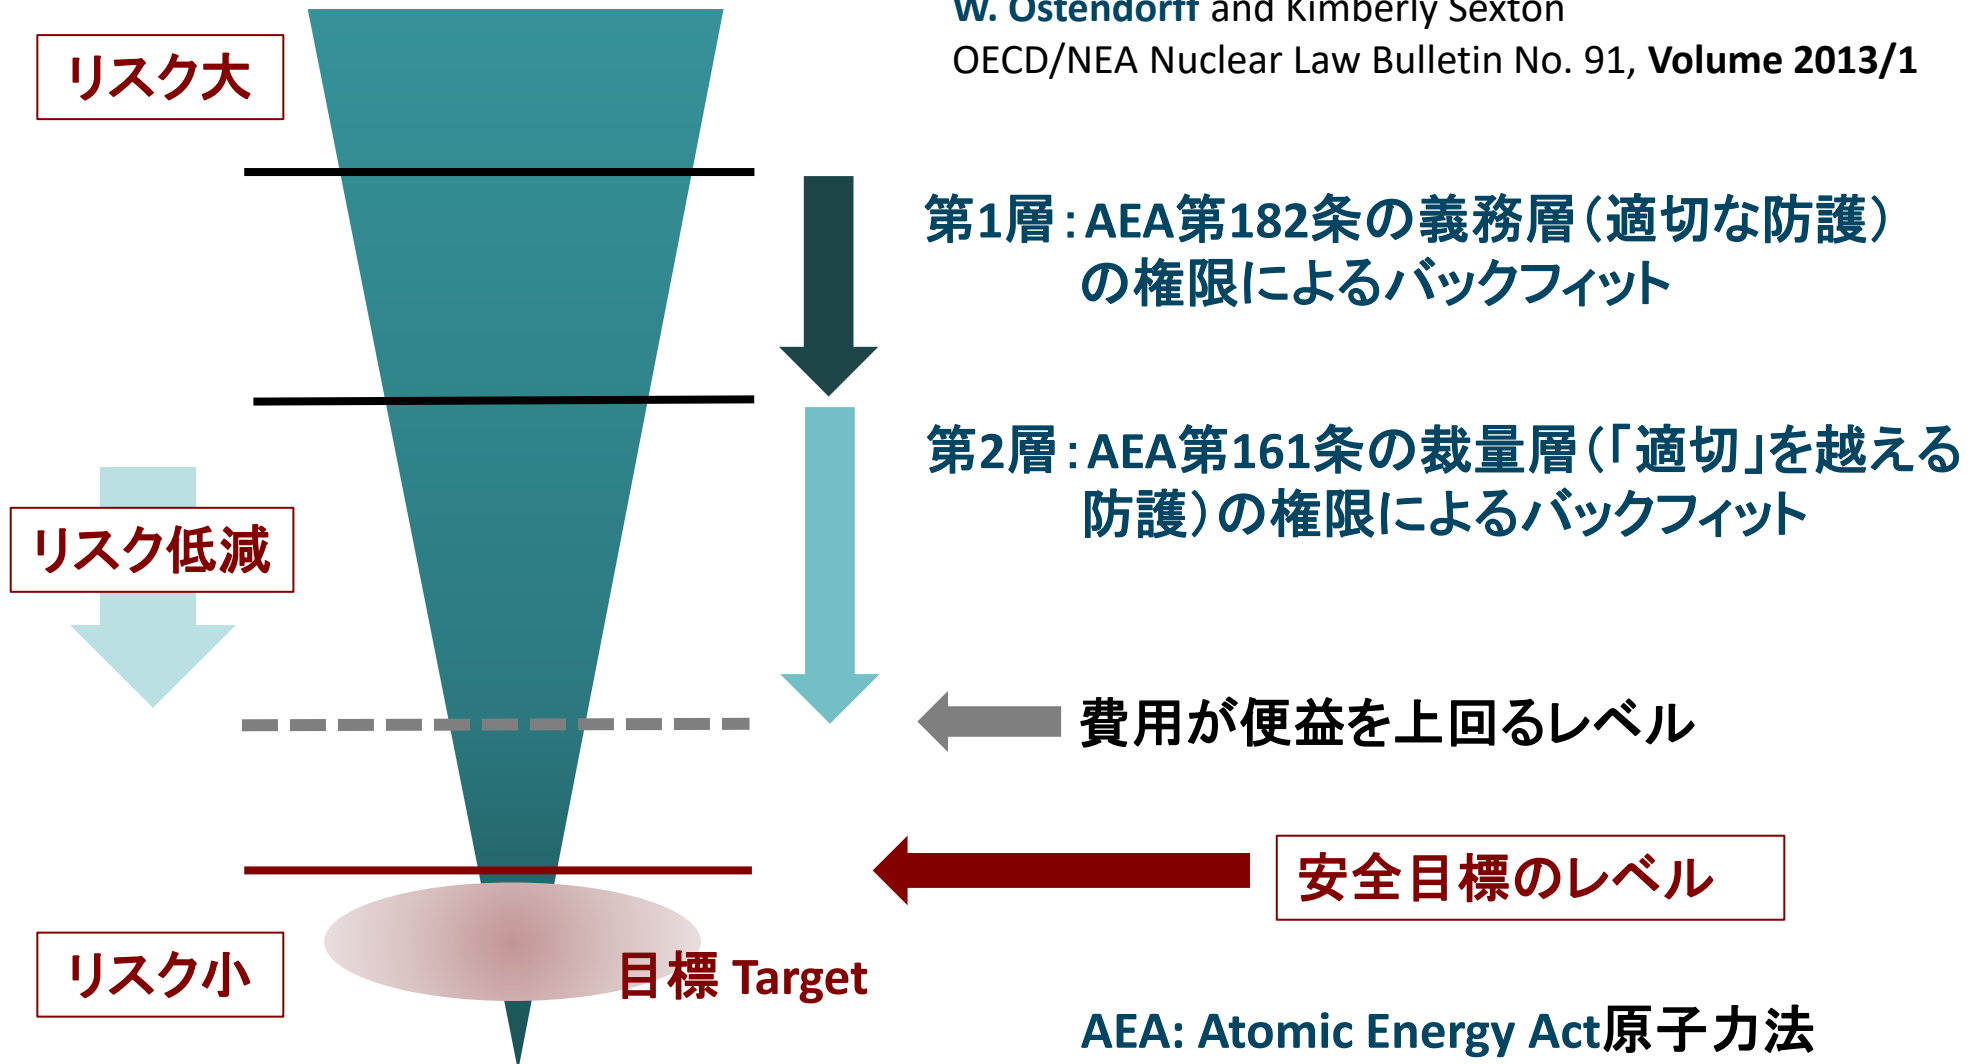 W. Ostendorff and Kimberly Sexton
OECD/NEA Nuclear Law Bulletin No. 91, Volume 2013/1
リスク大
第1層：AEA第182条の義務層（適切な防護）
の権限によるバックフィット
第2層：AEA第161条の裁量層（「適切」を越える
防護）の権限によるバックフィット
リスク低減
費用が便益を上回るレベル
安全目標のレベル
リスク小
目標 Target
AEA: Atomic Energy Act原子力法